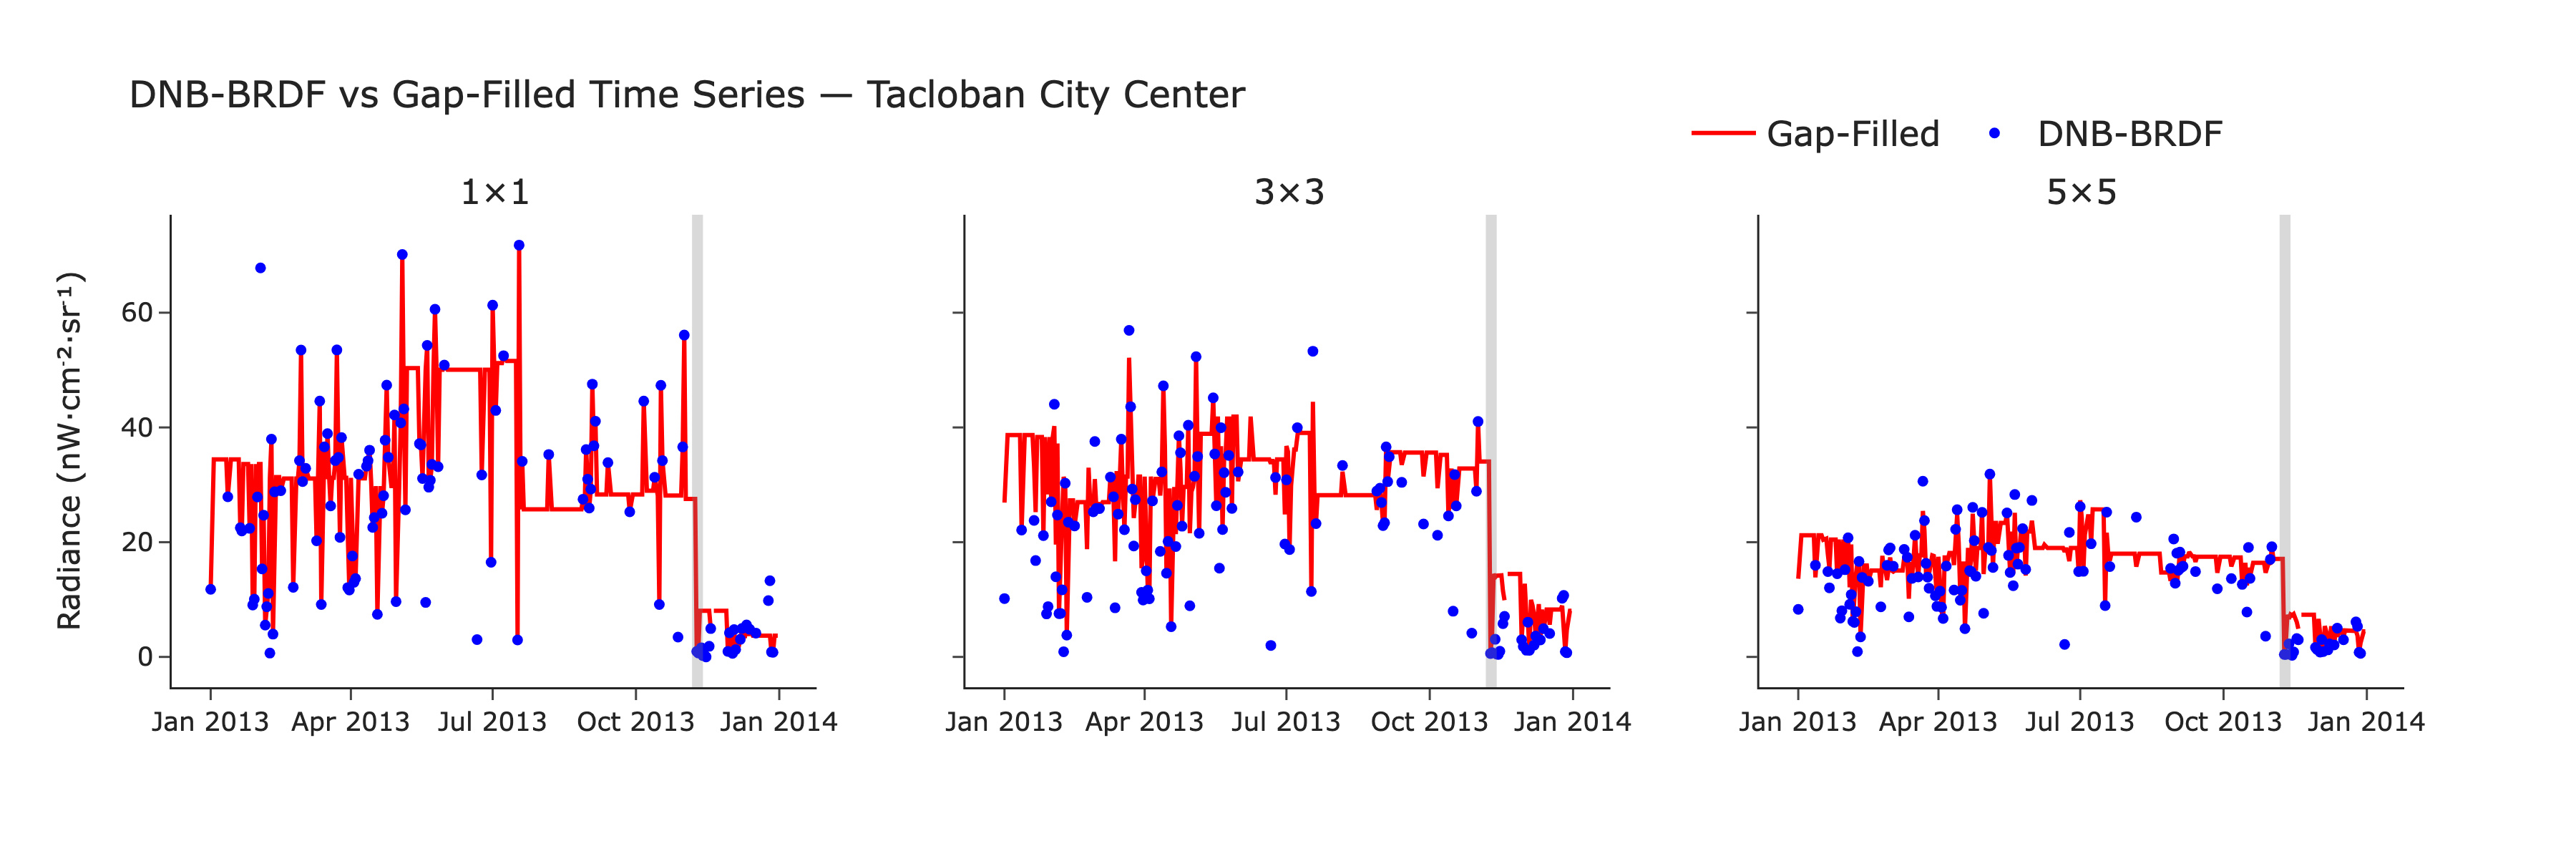 DNB-BRDF vs Gap-Filled Time Series — Tacloban City Center
Gap-Filled DNB-BRDF
1×1 3×3 5×5
Radiance (nW·cm⁻²·sr⁻¹)
60
40
20
0
Jan 2013 Apr 2013 Jul 2013 Oct 2013 Jan 2014
Jan 2013 Apr 2013 Jul 2013 Oct 2013 Jan 2014
Jan 2013 Apr 2013 Jul 2013 Oct 2013 Jan 2014